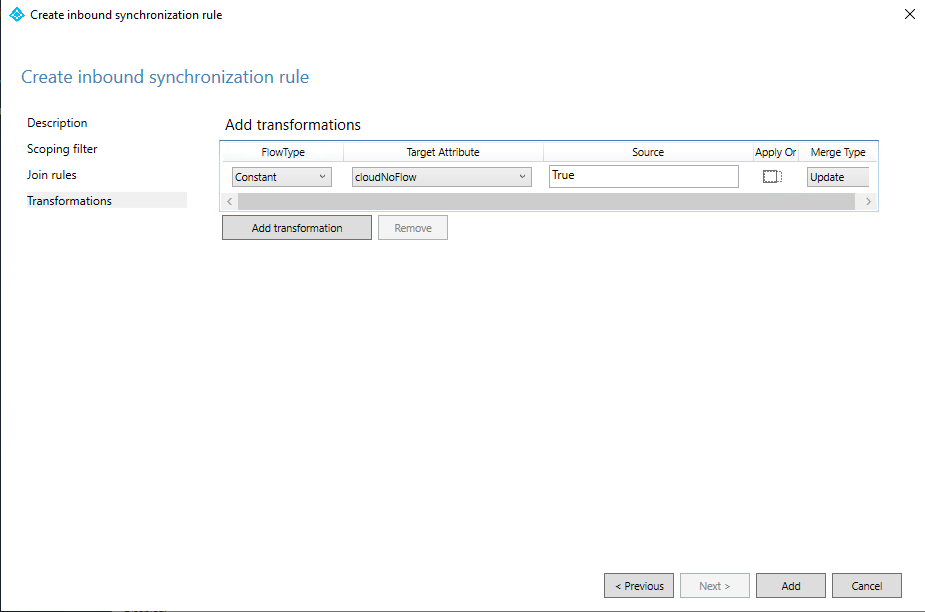 Create inbound synchronization rule
Create inbound synchronization rule
Description
Scoping filter
Join rules
Transformations
Add transformations
FlowType Target Attribute Source Apply Or Merge Type
Constant cloudNoFlow True Update
Add transformation Remove
< Previous Next > Add Cancel